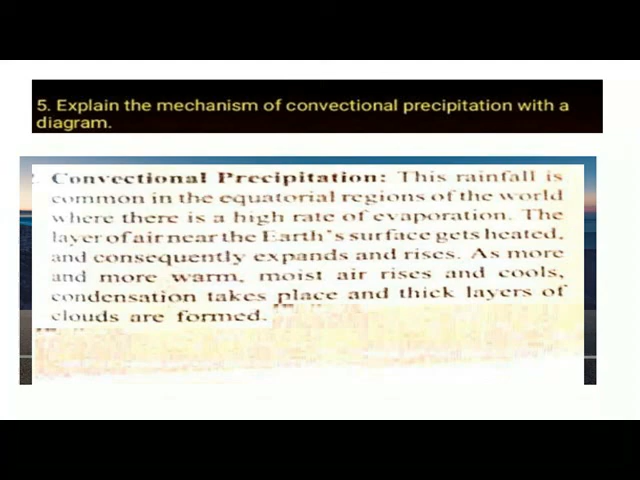 5. Explain the mechanism of convectional precipitation with a
diagram.
Convectional Precipitation: This rainfall is
common in the equatorial regions of the world
where there is a high rate of evaporation. The
layer of air near the Earth's surface gets heated,
and consequently expands and rises. As more
and more warm, moist air rises and cools,
condensation takes place and thick layers of
clouds are formed.